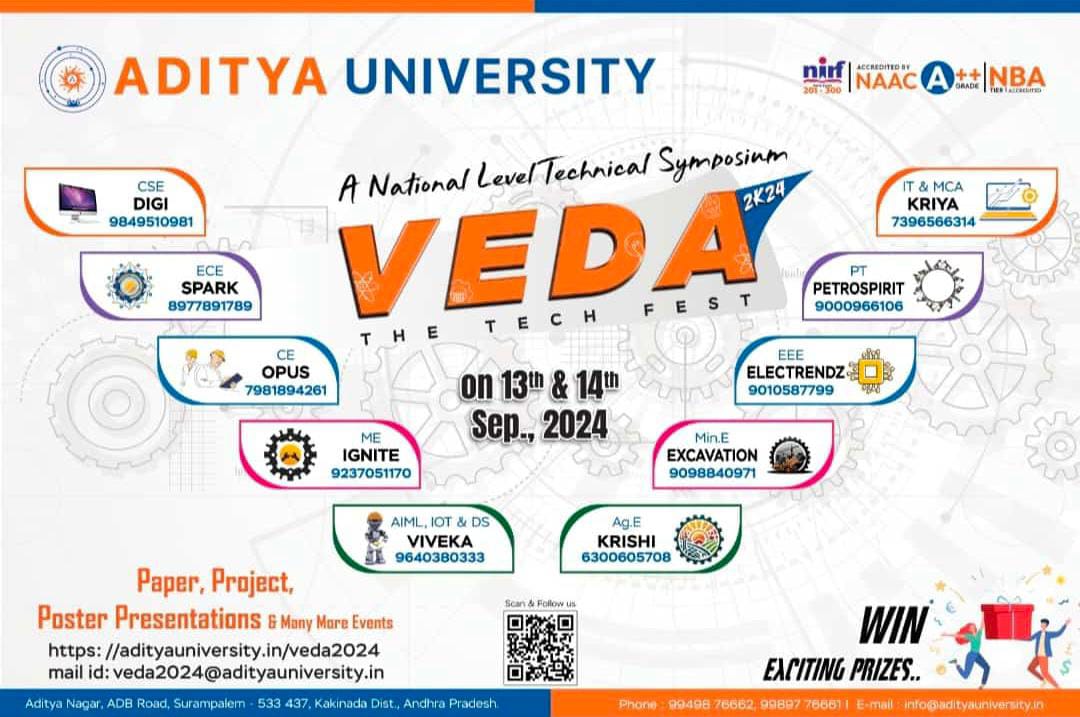 ADITYA UNIVERSITY
nirf
201 - 300
ACCREDITED BY
NAAC A++ GRADE
NBA
TIER 1 ACCREDITED
A National Level Technical Symposium
VEDA 2K24
THE TECH FEST
on 13th & 14th
Sep., 2024
CSE
DIGI
9849510981
ECE
SPARK
8977891789
CE
OPUS
7981894261
ME
IGNITE
9237051170
AIML, IOT & DS
VIVEKA
9640380333
IT & MCA
KRIYA
7396566314
PT
PETROSPIRIT
9000966106
EEE
ELECTRENDZ
9010587799
Min.E
EXCAVATION
9098840971
Ag.E
KRISHI
6300605708
Paper, Project,
Poster Presentations & Many More Events
https: //adityauniversity.in/veda2024
mail id: veda2024@adityauniversity.in
Scan & Follow us
WIN
EXCITING PRIZES..
Aditya Nagar, ADB Road, Surampalem - 533 437, Kakinada Dist., Andhra Pradesh.
Phone : 99498 76662, 99897 76661 I E-mail : info@adityauniversity.in